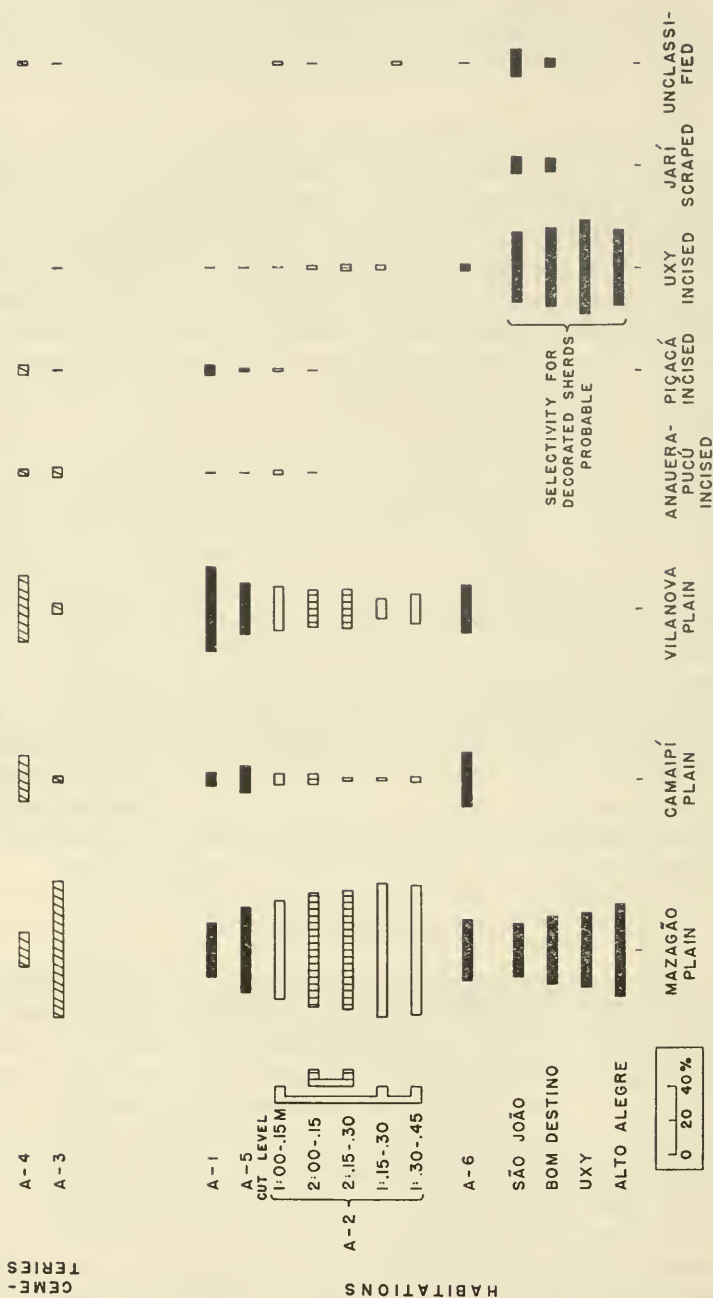 CEME-
TERIES
A-4
A-3
HABITATIONS
A-1
A-5
CUT LEVEL
A-2
1:00-.15M
2:00-.15
2:.15-.30
1:.15-.30
1:.30-.45
A-6
SÃO JOÃO
BOM DESTINO
UXY
ALTO ALEGRE
SELECTIVITY FOR
DECORATED SHERDS
PROBABLE
0 20 40%
MAZAGÃO
PLAIN
CAMAIPÍ
PLAIN
VILANOVA
PLAIN
ANAUERA-
PUCÚ
INCISED
PIÇACÁ
INCISED
UXY
INCISED
JARÍ
SCRAPED
UNCLASSI-
FIED